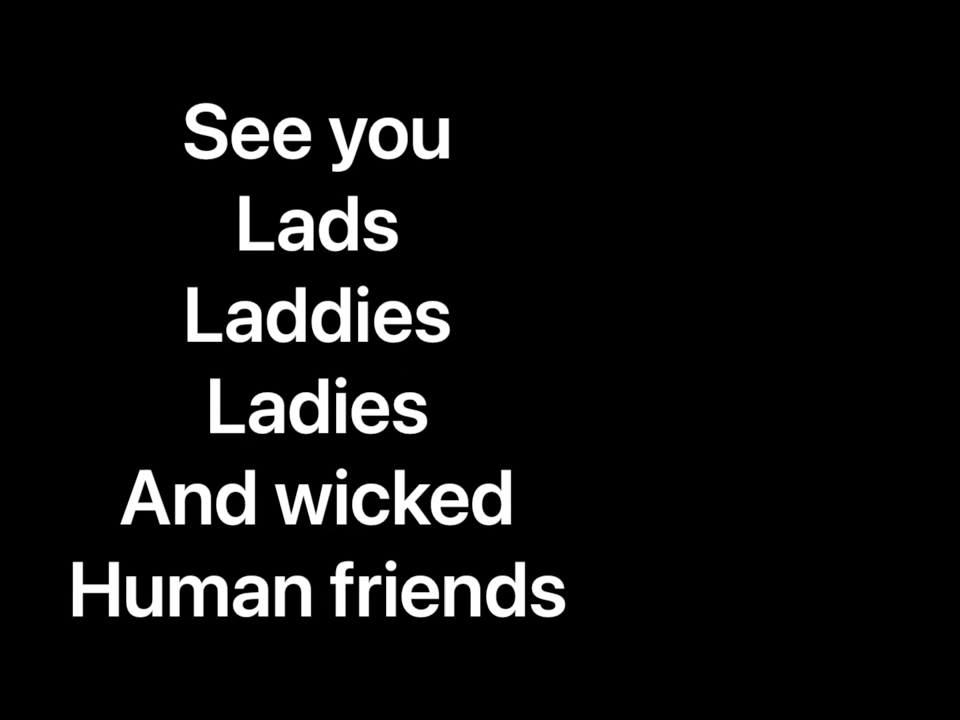 See you
Lads
Laddies
Ladies
And wicked
Human friends